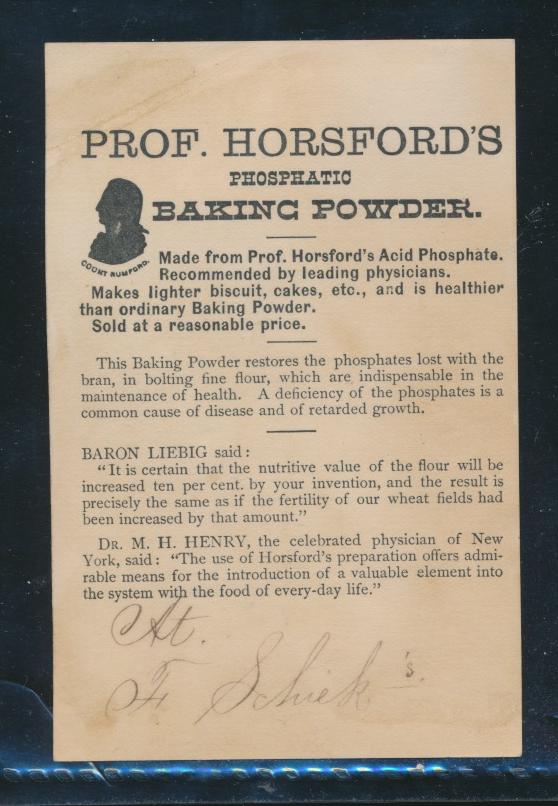 PROF. HORSFORD'S
PHOSPHATIC
BAKING POWDER.
COUNT RUMFORD.
Made from Prof. Horsford's Acid Phosphate.
Recommended by leading physicians.
Makes lighter biscuit, cakes, etc., and is healthier
than ordinary Baking Powder.
Sold at a reasonable price.
This Baking Powder restores the phosphates lost with the
bran, in bolting fine flour, which are indispensable in the
maintenance of health. A deficiency of the phosphates is a
common cause of disease and of retarded growth.
BARON LIEBIG said:
"It is certain that the nutritive value of the flour will be
increased ten per cent. by your invention, and the result is
precisely the same as if the fertility of our wheat fields had
been increased by that amount."
DR. M. H. HENRY, the celebrated physician of New
York, said: "The use of Horsford's preparation offers admi-
rable means for the introduction of a valuable element into
the system with the food of every-day life."
At.
F Schiek's.